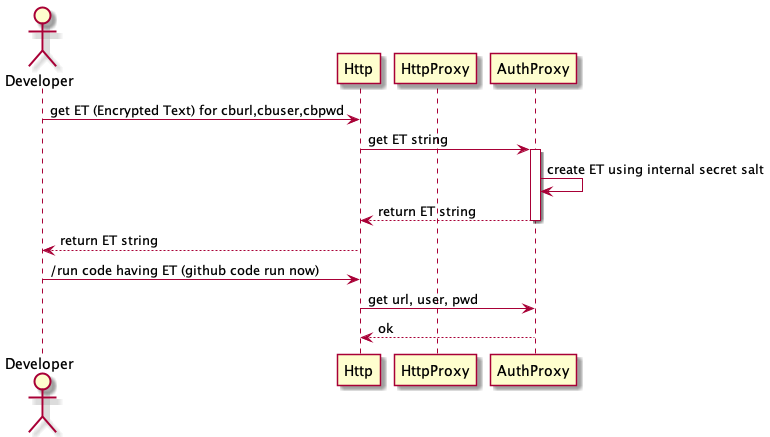 Developer
Http
HttpProxy
AuthProxy
get ET (Encrypted Text) for cburl,cbuser,cbpwd
get ET string
create ET using internal secret salt
return ET string
return ET string
/run code having ET (github code run now)
get url, user, pwd
ok
Developer
Http
HttpProxy
AuthProxy